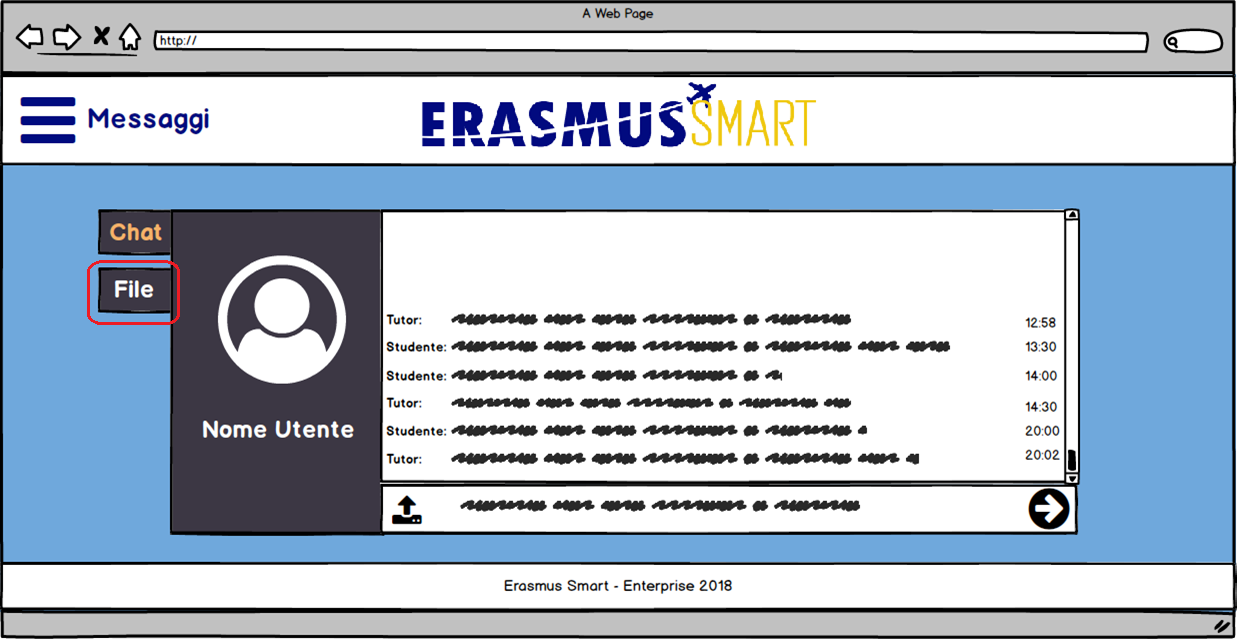 A Web Page
http://
Messaggi
ERASMUS SMART
Chat
File
Nome Utente
Tutor: 12:58
Studente: 13:30
Studente: 14:00
Tutor: 14:30
Studente: 20:00
Tutor: 20:02
Erasmus Smart - Enterprise 2018